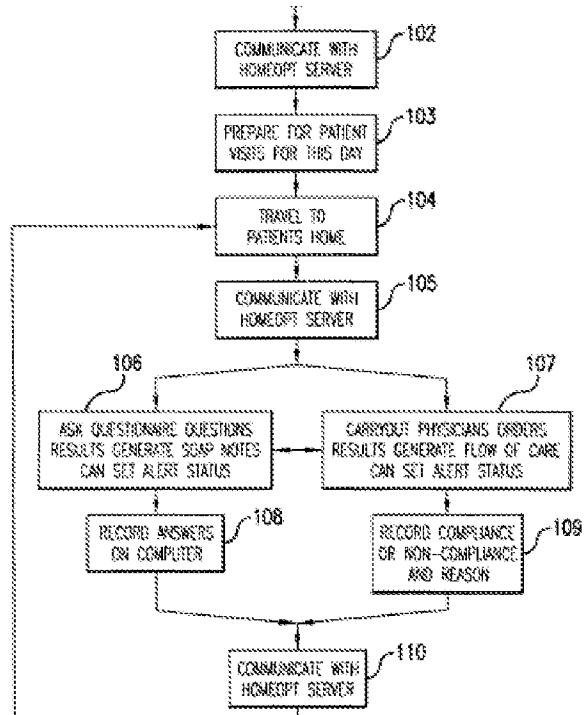 102
COMMUNICATE WITH
HOMEOPT SERVER
103
PREPARE FOR PATIENT
VISITS FOR THIS DAY
104
TRAVEL TO
PATIENTS HOME
105
COMMUNICATE WITH
HOMEOPT SERVER
106
ASK QUESTIONAIRE QUESTIONS
RESULTS GENERATE SOAP NOTES
CAN SET ALERT STATUS
107
CARRYOUT PHYSICIANS ORDERS
RESULTS GENERATE FLOW OF CARE
CAN SET ALERT STATUS
108
RECORD ANSWERS
ON COMPUTER
109
RECORD COMPLIANCE
OR NON-COMPLIANCE
AND REASON
110
COMMUNICATE WITH
HOMEOPT SERVER